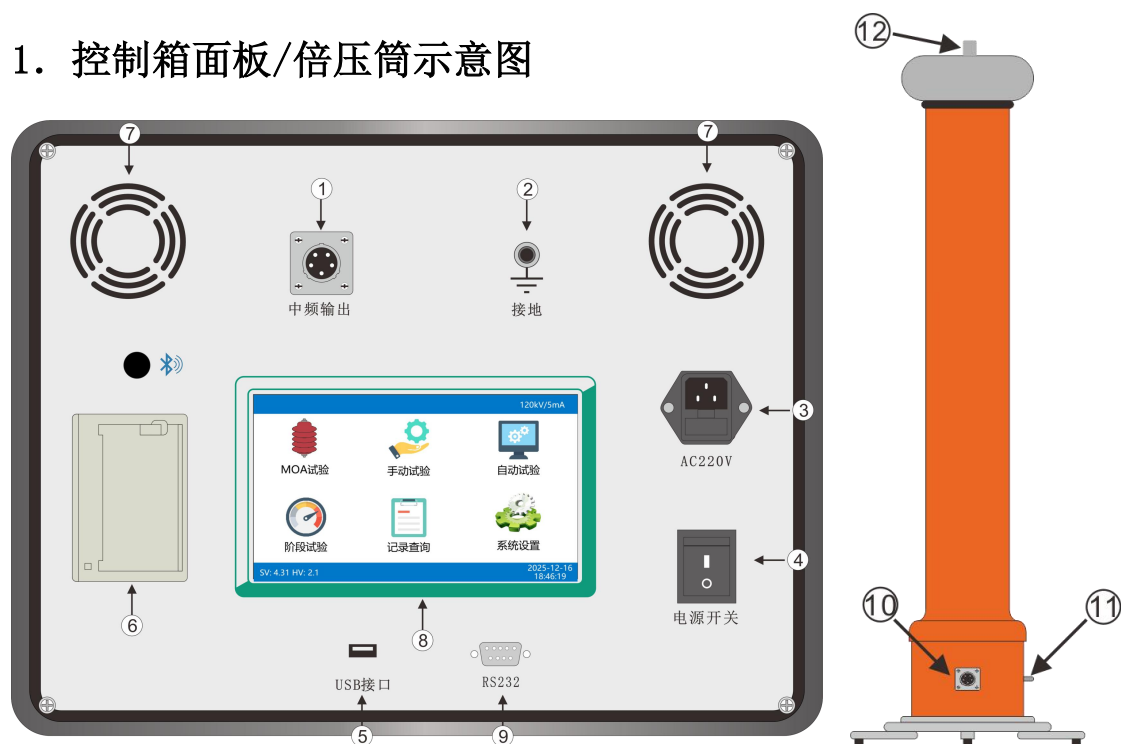 1. 控制箱面板/倍压筒示意图
⑫
⑦
⑦
①
②
中频输出
接地
120kV/5mA
③
MOA试验
手动试验
自动试验
AC220V
阶段试验
记录查询
系统设置
④
SV: 4.31 HV: 2.1
2025-12-16
18:46:19
⑥
⑧
电源开关
⑩
⑪
USB接口
RS232
⑤
⑨